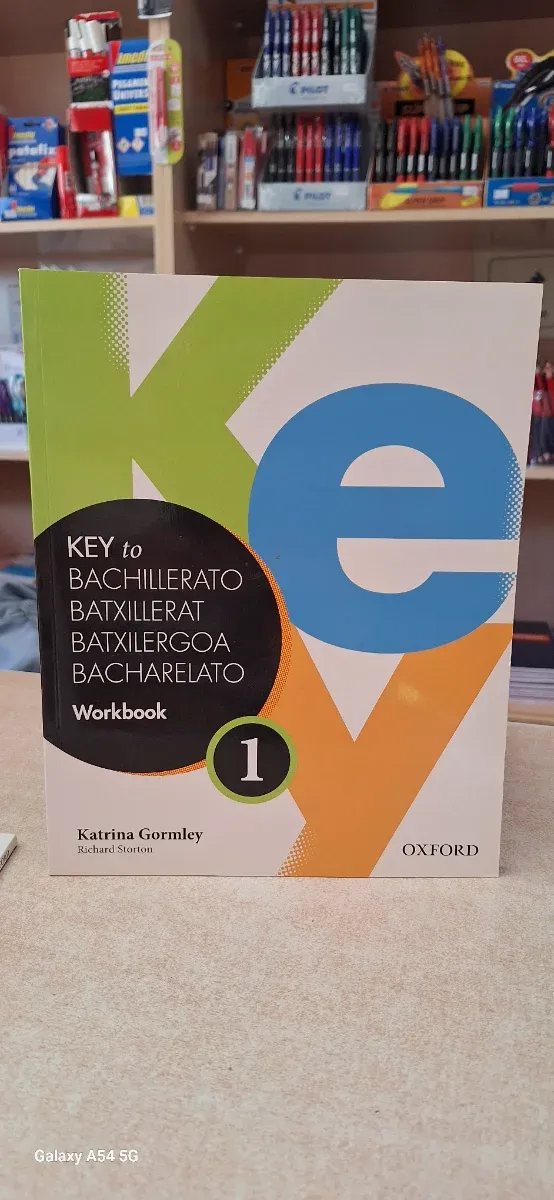 PILOT
PILOT
Key
KEY to
BACHILLERATO
BATXILLERAT
BATXILERGOA
BACHARELATO
Workbook
1
Katrina Gormley
Richard Storton
OXFORD
Galaxy A54 5G